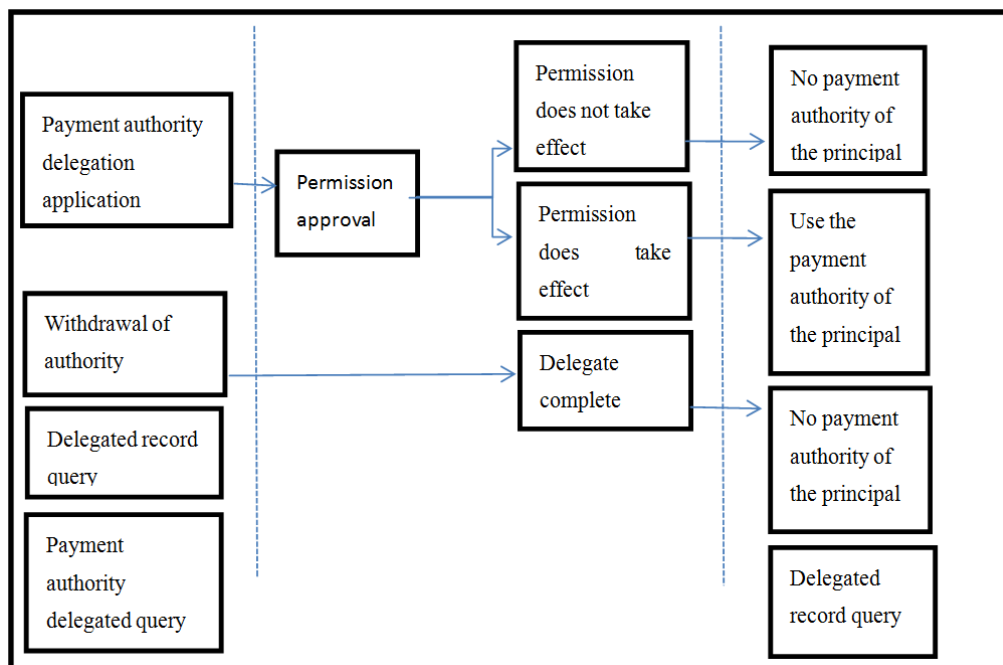 Payment authority
delegation
application
Withdrawal of
authority
Delegated record
query
Payment
authority
delegated query
Permission
approval
Permission
does not take
effect
Permission
does take
effect
Delegate
complete
No payment
authority of
the principal
Use the
payment
authority of
the principal
No payment
authority of
the principal
Delegated
record query